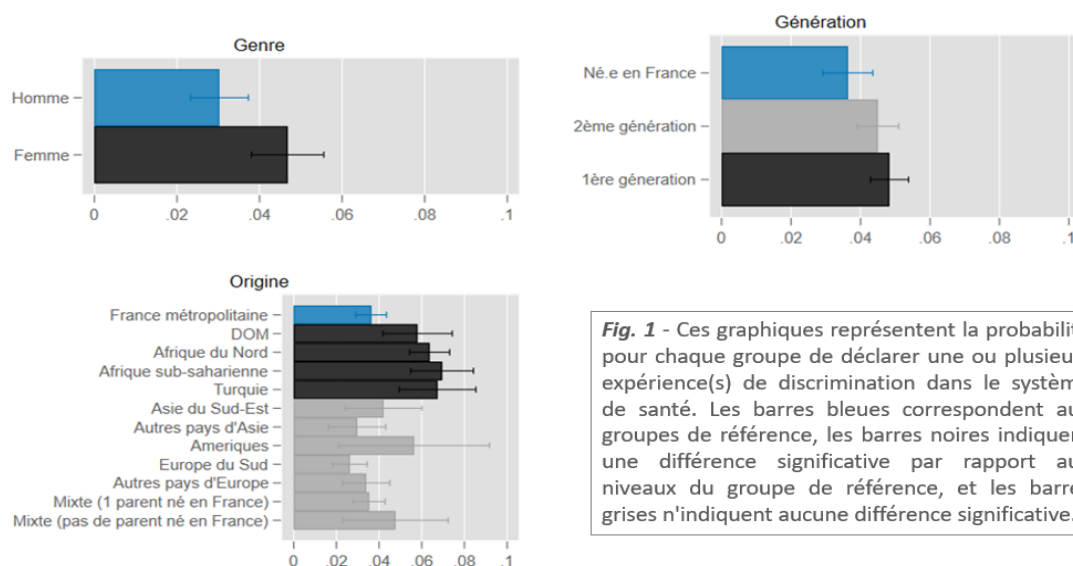 Genre
Homme
Femme
0 .02 .04 .06 .08 .1
Génération
Né.e en France
2ème génération
1ère géneration
0 .02 .04 .06 .08 .1
Origine
France métropolitaine
DOM
Afrique du Nord
Afrique sub-saharienne
Turquie
Asie du Sud-Est
Autres pays d'Asie
Ameriques
Europe du Sud
Autres pays d'Europe
Mixte (1 parent né en France)
Mixte (pas de parent né en France)
0 .02 .04 .06 .08 .1
Fig. 1 - Ces graphiques représentent la probabilit
pour chaque groupe de déclarer une ou plusieu
expérience(s) de discrimination dans le systèm
de santé. Les barres bleues correspondent au
groupes de référence, les barres noires indiquen
une différence significative par rapport au
niveaux du groupe de référence, et les barre
grises n'indiquent aucune différence significative.